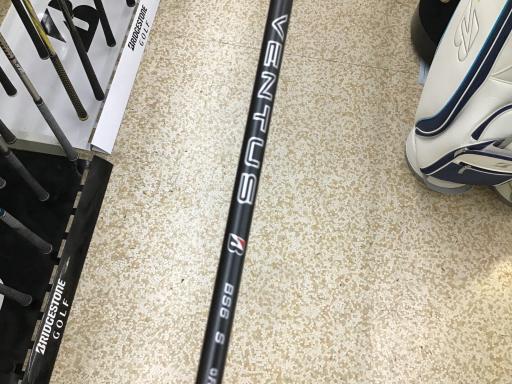 BRIDGESTONE
GOLF
VENTUS
BS6 S
BRIDGESTONE
GOLF